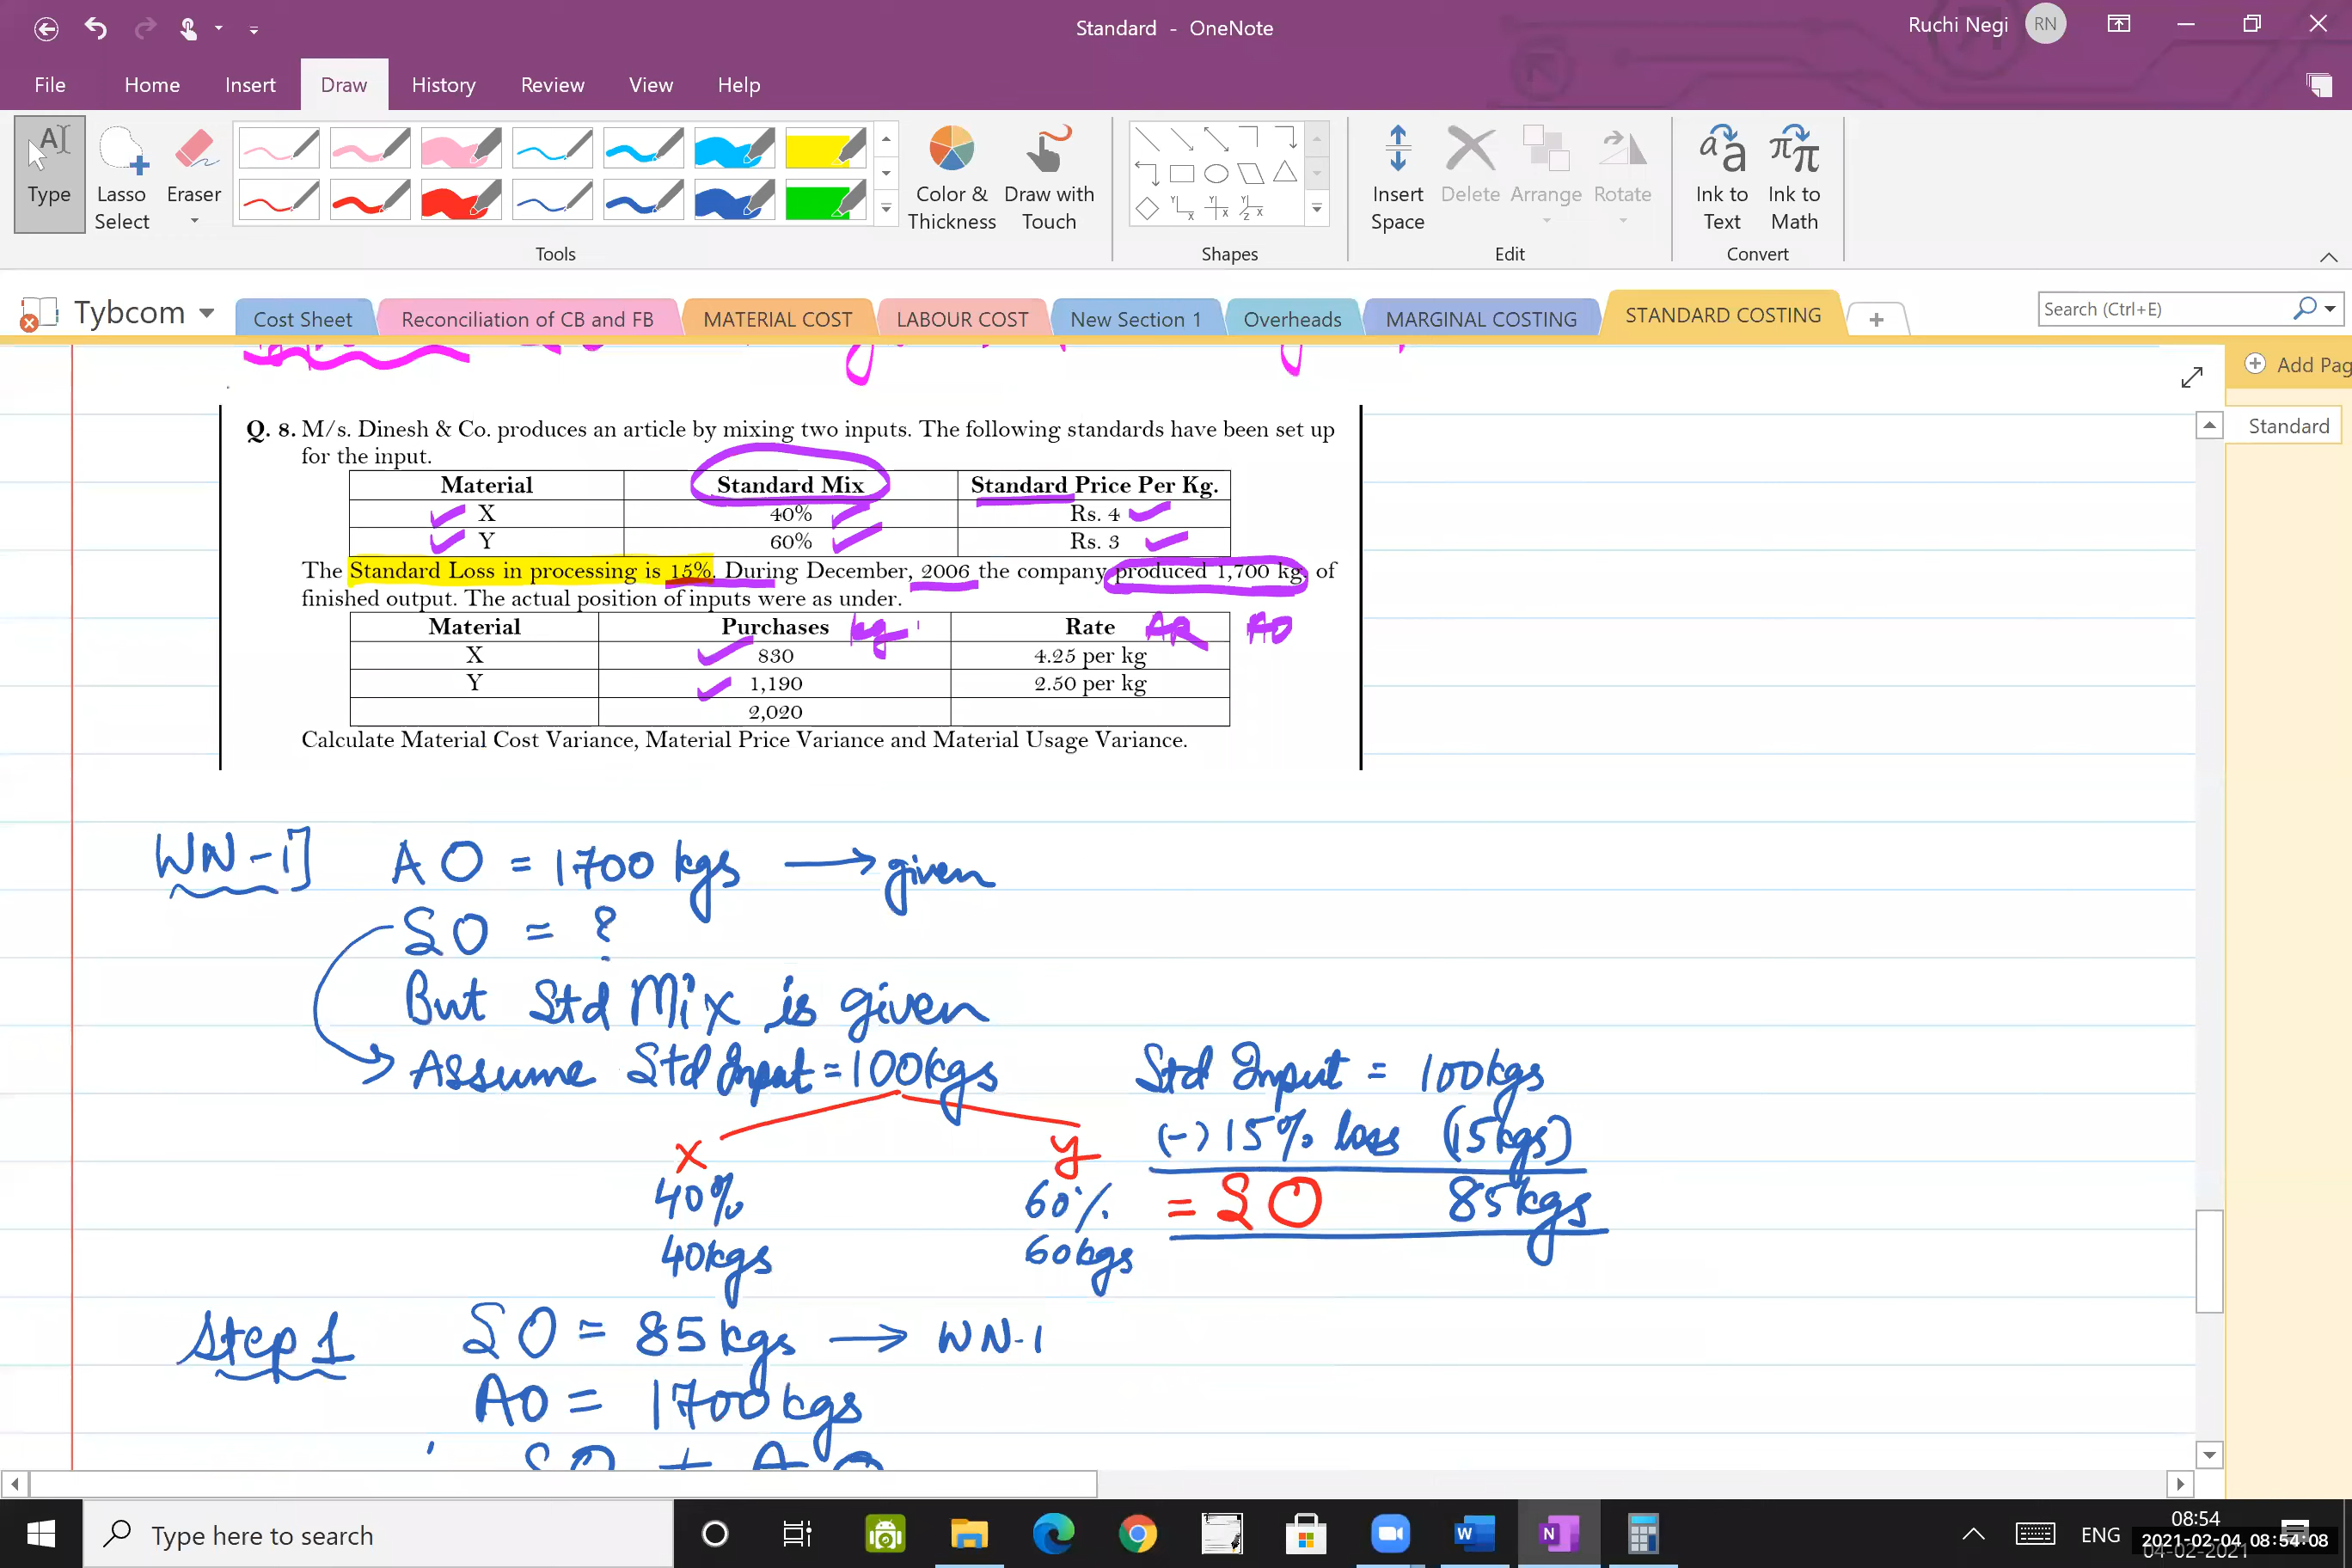 Standard - OneNote
Ruchi Negi RN
File Home Insert Draw History Review View Help
Type Lasso Select Eraser Color & Thickness Draw with Touch Insert Space Delete Arrange Rotate Ink to Text Ink to Math
Tools Shapes Edit Convert
Tybcom Cost Sheet Reconciliation of CB and FB MATERIAL COST LABOUR COST New Section 1 Overheads MARGINAL COSTING STANDARD COSTING Search (Ctrl+E)
Add Pag
Standard
Q. 8. M/s. Dinesh & Co. produces an article by mixing two inputs. The following standards have been set up
for the input.
Material Standard Mix Standard Price Per Kg.
X 40% Rs. 4
Y 60% Rs. 3
The Standard Loss in processing is 15%. During December, 2006 the company produced 1,700 kg. of
finished output. The actual position of inputs were as under.
Material Purchases kg Rate AR AO
X 830 4.25 per kg
Y 1,190 2.50 per kg
2,020
Calculate Material Cost Variance, Material Price Variance and Material Usage Variance.
WN-1] AO = 1700 kgs → given
SO = ?
But Std Mix is given
Assume Std Input = 100kgs
Std Input = 100kgs
(-) 15% loss (15kgs)
= SO 85kgs
x y
40% 60%
40kgs 60kgs
Step 1 SO = 85kgs → WN-1
AO = 1700kgs
SO ≠ AO
Type here to search
ENG
08:54
2021-02-04 08:54:08
04-02-2021